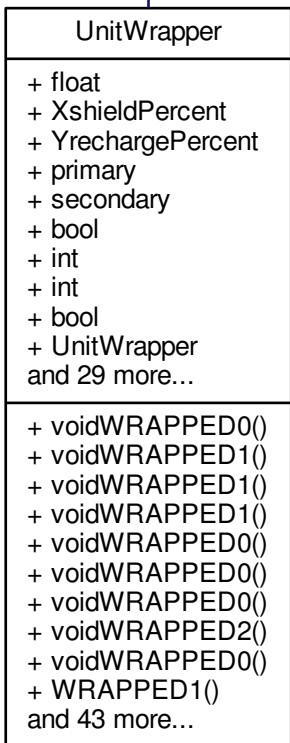 UnitWrapper
+ float
+ XshieldPercent
+ YrechargePercent
+ primary
+ secondary
+ bool
+ int
+ int
+ bool
+ UnitWrapper
and 29 more...
+ voidWRAPPED0()
+ voidWRAPPED1()
+ voidWRAPPED1()
+ voidWRAPPED1()
+ voidWRAPPED0()
+ voidWRAPPED0()
+ voidWRAPPED0()
+ voidWRAPPED2()
+ voidWRAPPED0()
+ WRAPPED1()
and 43 more...